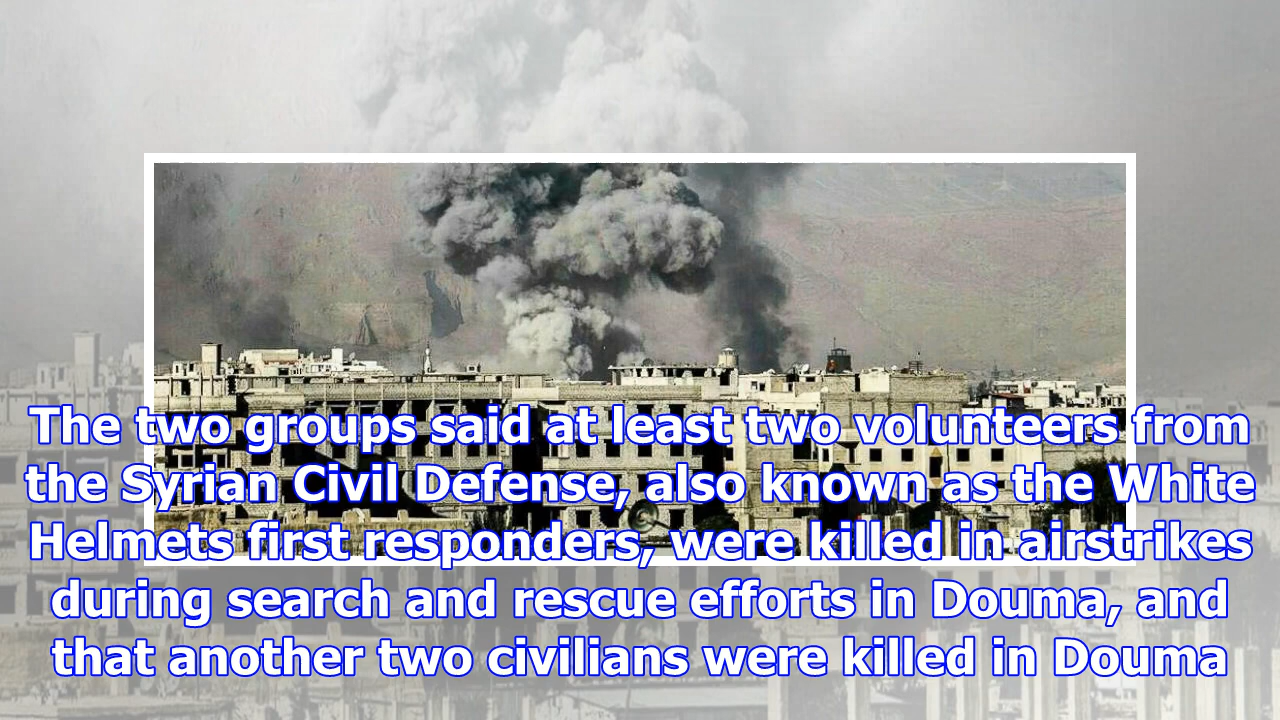 The two groups said at least two volunteers from
the Syrian Civil Defense, also known as the White
Helmets first responders, were killed in airstrikes
during search and rescue efforts in Douma, and
that another two civilians were killed in Douma